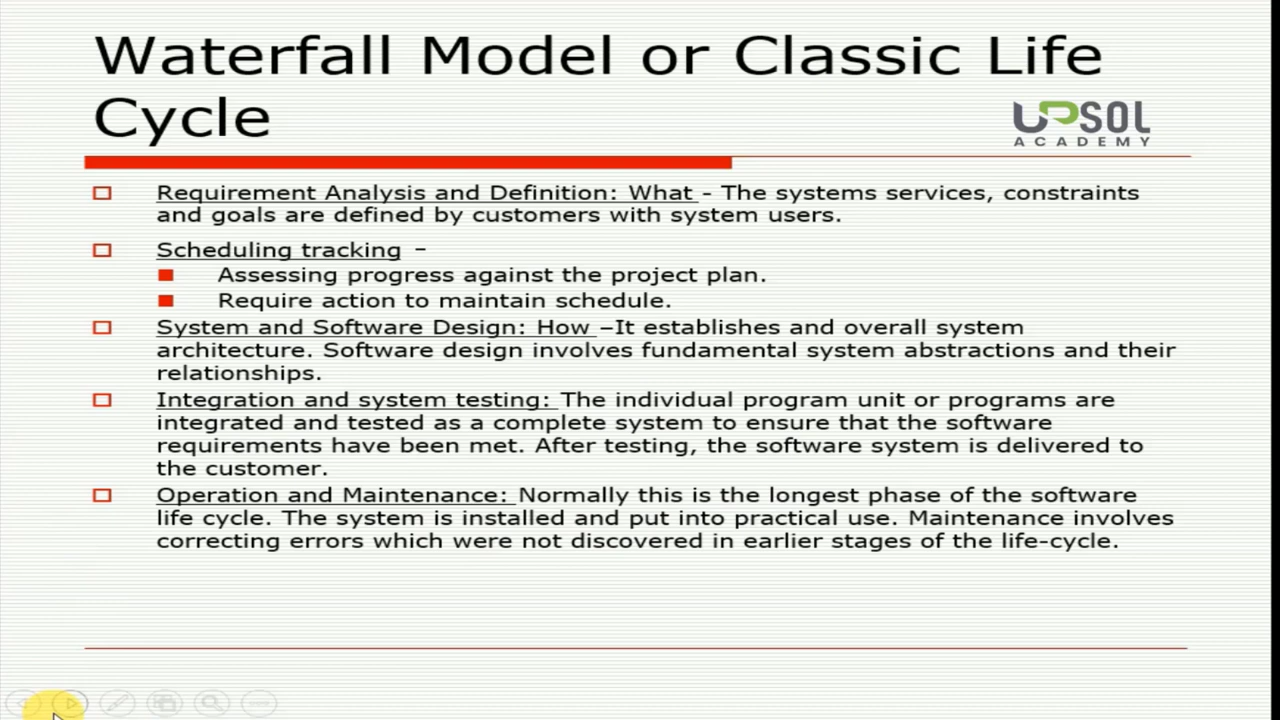 Waterfall Model or Classic Life
Cycle
UPSOL
ACADEMY
Requirement Analysis and Definition: What - The systems services, constraints
and goals are defined by customers with system users.
Scheduling tracking –
Assessing progress against the project plan.
Require action to maintain schedule.
System and Software Design: How –It establishes and overall system
architecture. Software design involves fundamental system abstractions and their
relationships.
Integration and system testing: The individual program unit or programs are
integrated and tested as a complete system to ensure that the software
requirements have been met. After testing, the software system is delivered to
the customer.
Operation and Maintenance: Normally this is the longest phase of the software
life cycle. The system is installed and put into practical use. Maintenance involves
correcting errors which were not discovered in earlier stages of the life-cycle.